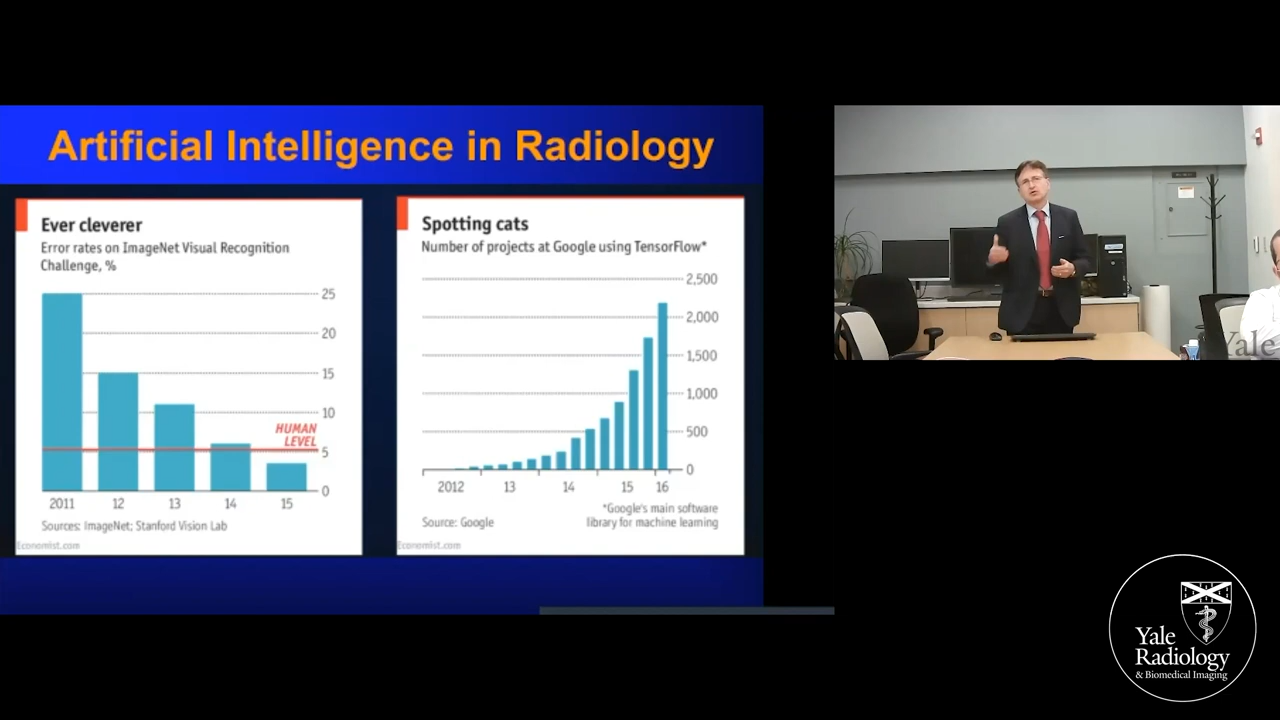 Artificial Intelligence in Radiology
Ever cleverer
Error rates on ImageNet Visual Recognition
Challenge, %
25
20
15
10
HUMAN
LEVEL
5
0
2011 12 13 14 15
Sources: ImageNet; Stanford Vision Lab
Economist.com
Spotting cats
Number of projects at Google using TensorFlow*
2,500
2,000
1,500
1,000
500
0
2012 13 14 15 16
*Google's main software
Source: Google library for machine learning
Economist.com
Yale
Yale
Radiology
& Biomedical Imaging